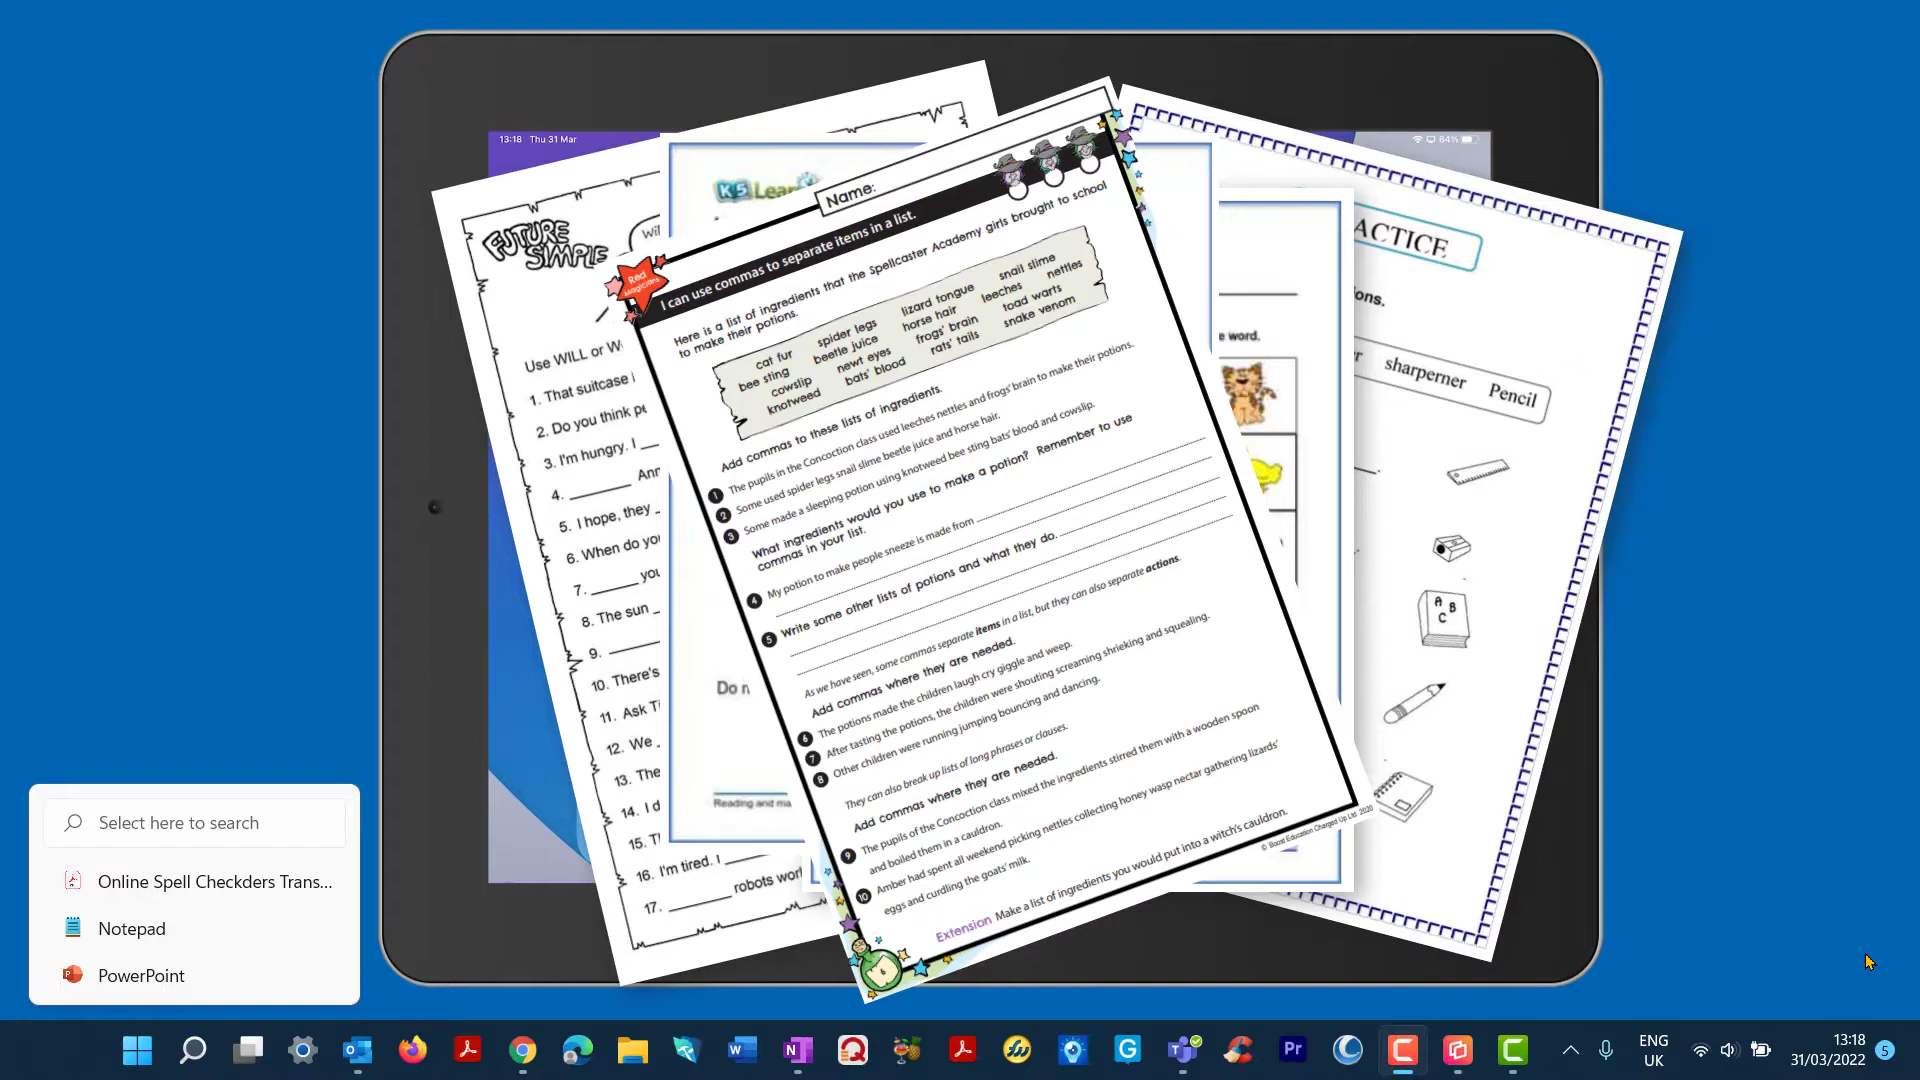 13:18 Thu 31 Mar
64%
FUTURE
SIMPLE
Use WILL or
1. That suitcase
2. Do you think
3. I'm hungry. I
4. ________
5. I hope, they
6. When do you
7. ______
8. The sun
9.
10. There's
11. Ask
12. We
13. The
14. I
15.
16. I'm tired. I
17. ________ robots
K5 Lear
Do n
Reading and ma
Name:
I can use commas to separate items in a list.
Red
Magicians
Here is a list of ingredients that the Spellcaster Academy girls brought to school
to make their potions.
cat fur spider legs lizard tongue snail slime
bee sting beetle juice horse hair leeches nettles
cowslip newt eyes frogs' brain toad warts
knotweed bats' blood rats' tails snake venom
Add commas to these lists of ingredients.
1 The pupils in the Concoction class used leeches nettles and frogs' brain to make their potions.
2 Some used spider legs snail slime beetle juice and horse hair.
3 Some made a sleeping potion using knotweed bee sting bats' blood and cowslip.
What ingredients would you use to make a potion? Remember to use
commas in your list.
4 My potion to make people sneeze is made from
5 Write some other lists of potions and what they do.
As we have seen, some commas separate items in a list, but they can also separate actions.
Add commas where they are needed.
6 The potions made the children laugh cry giggle and weep.
7 After tasting the potions, the children were shouting screaming shrieking and squealing.
8 Other children were running jumping bouncing and dancing.
They can also break up lists of long phrases or clauses.
Add commas where they are needed.
9 The pupils of the Concoction class mixed the ingredients stirred them with a wooden spoon
and boiled them in a cauldron.
10 Amber had spent all weekend picking nettles collecting honey wasp nectar gathering lizards'
eggs and curdling the goats' milk.
Extension Make a list of ingredients you would put into a witch's cauldron.
© Boost Education Charged Up Ltd. 2020
6
e word.
ACTICE
ons.
r sharperner Pencil
A B
C
Select here to search
Online Spell Checkders Trans...
Notepad
PowerPoint
ENG
UK
13:18
31/03/2022
5